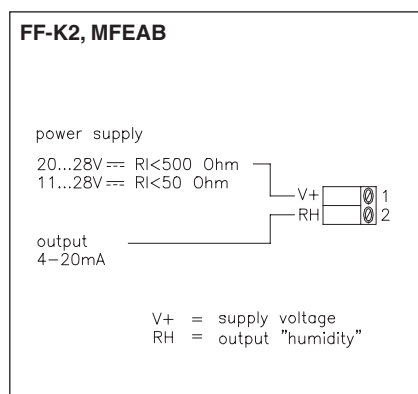 FF-K2, MFEAB
power supply
20...28V⎓ RI<500 Ohm
11...28V⎓ RI<50 Ohm
V+ 1
RH 2
output
4-20mA
V+ = supply voltage
RH = output "humidity"